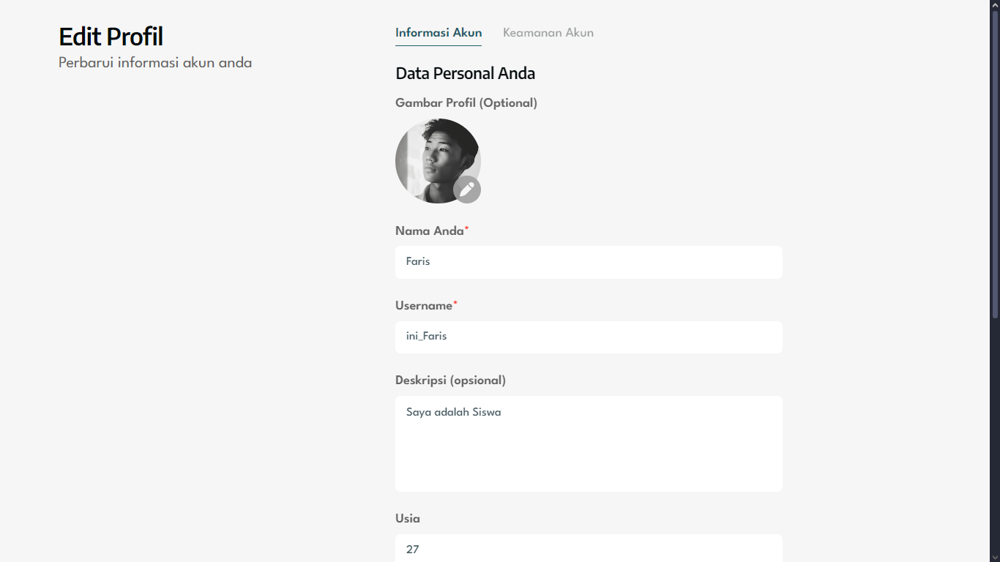 Edit Profil
Perbarui informasi akun anda
Informasi Akun
Keamanan Akun
Data Personal Anda
Gambar Profil (Optional)
Nama Anda*
Faris
Username*
ini_Faris
Deskripsi (opsional)
Saya adalah Siswa
Usia
27